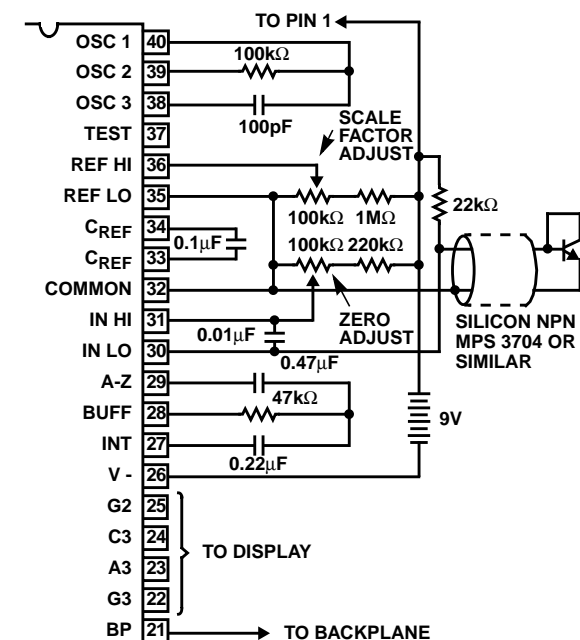 TO PIN 1
OSC 1 40
100kΩ
OSC 2 39
OSC 3 38
100pF
TEST 37
SCALE
FACTOR
ADJUST
REF HI 36
REF LO 35
100kΩ 1MΩ
22kΩ
CREF 34
0.1µF
100kΩ 220kΩ
CREF 33
COMMON 32
IN HI 31
0.01µF
ZERO
ADJUST
SILICON NPN
MPS 3704 OR
SIMILAR
IN LO 30
0.47µF
A-Z 29
47kΩ
BUFF 28
9V
INT 27
0.22µF
V - 26
G2 25
C3 24
TO DISPLAY
A3 23
G3 22
BP 21
TO BACKPLANE